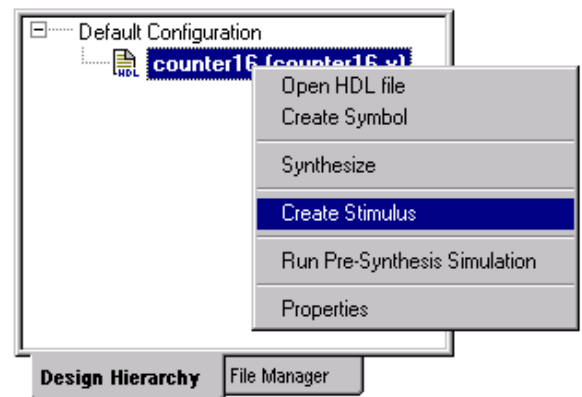 Default Configuration
HDL counter16 (counter16.v)
Open HDL file
Create Symbol
Synthesize
Create Stimulus
Run Pre-Synthesis Simulation
Properties
Design Hierarchy File Manager